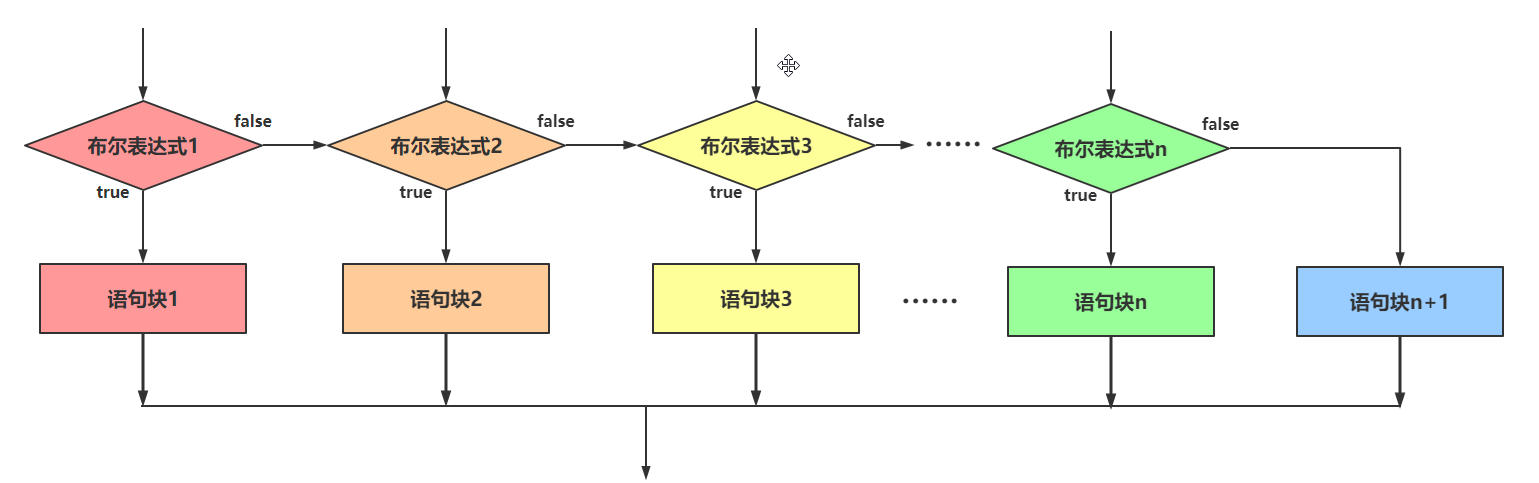 false
false
false
false
布尔表达式1
布尔表达式2
布尔表达式3
······
布尔表达式n
true
true
true
true
语句块1
语句块2
语句块3
······
语句块n
语句块n+1